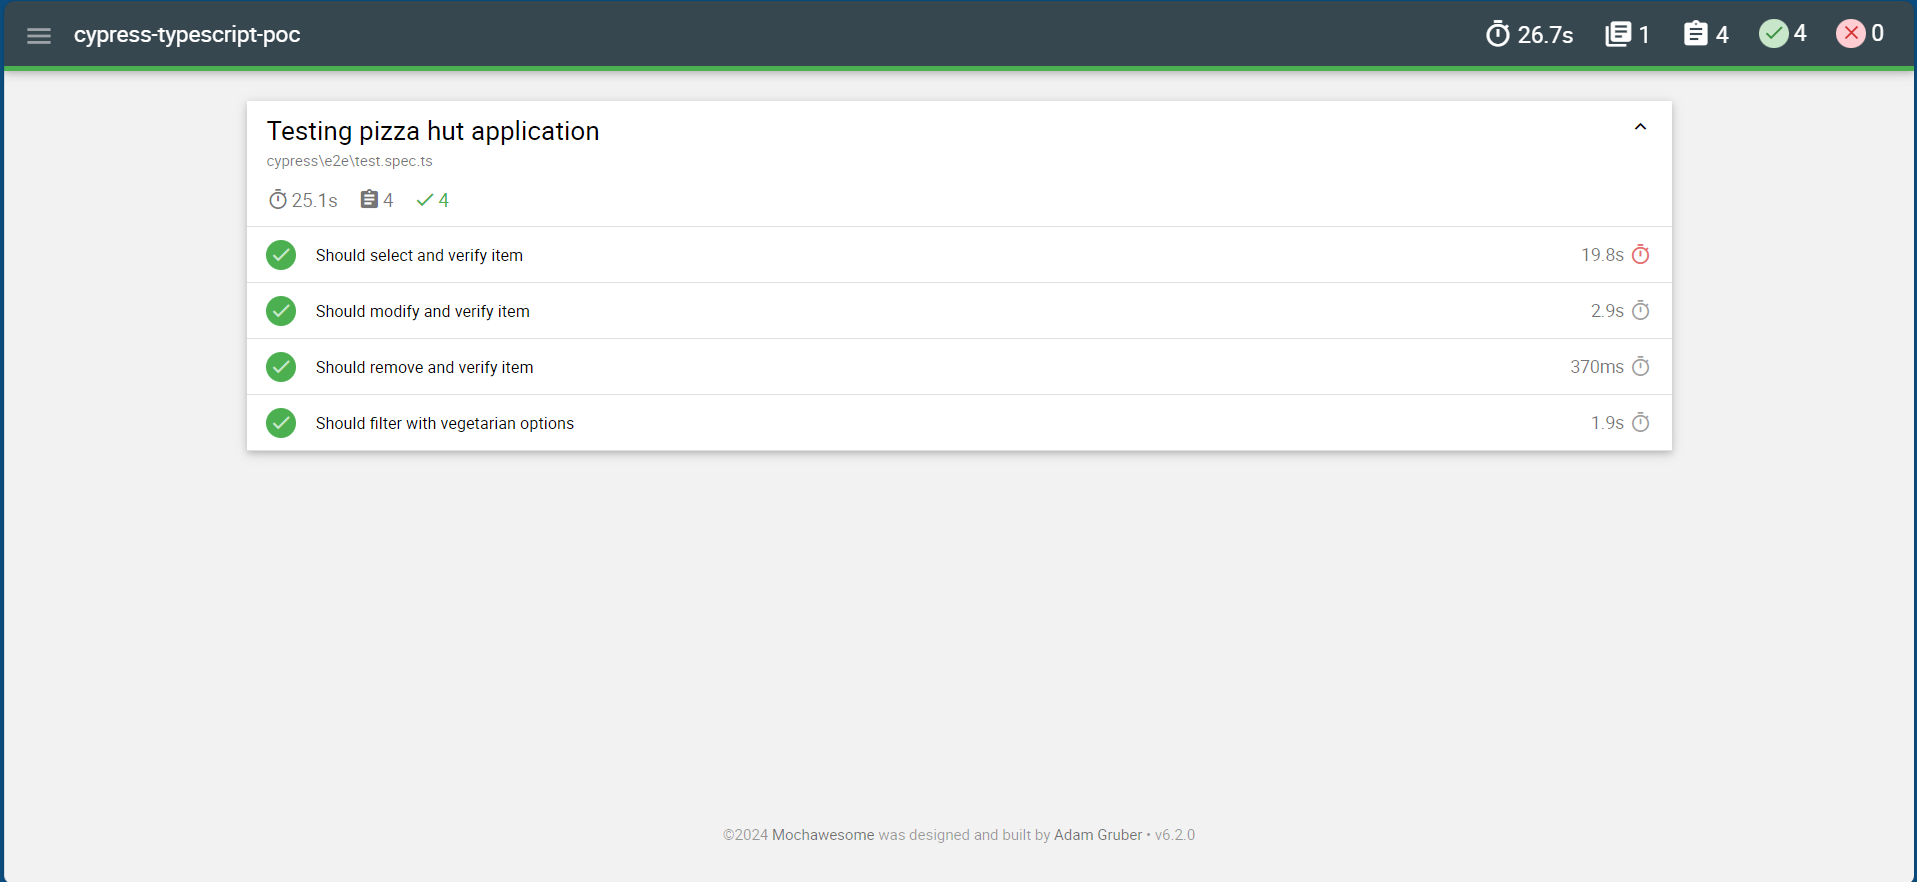 cypress-typescript-poc 26.7s 1 4 4 0
Testing pizza hut application
cypress\e2e\test.spec.ts
25.1s 4 4
Should select and verify item 19.8s
Should modify and verify item 2.9s
Should remove and verify item 370ms
Should filter with vegetarian options 1.9s
©2024 Mochawesome was designed and built by Adam Gruber • v6.2.0